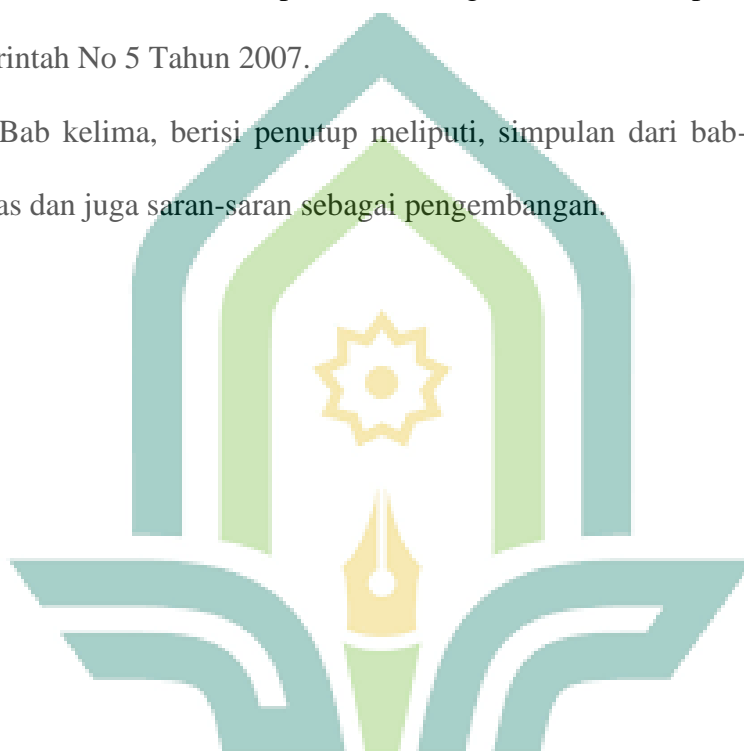 rintah No 5 Tahun 2007.
Bab kelima, berisi penutup meliputi, simpulan dari bab-
as dan juga saran-saran sebagai pengembangan.